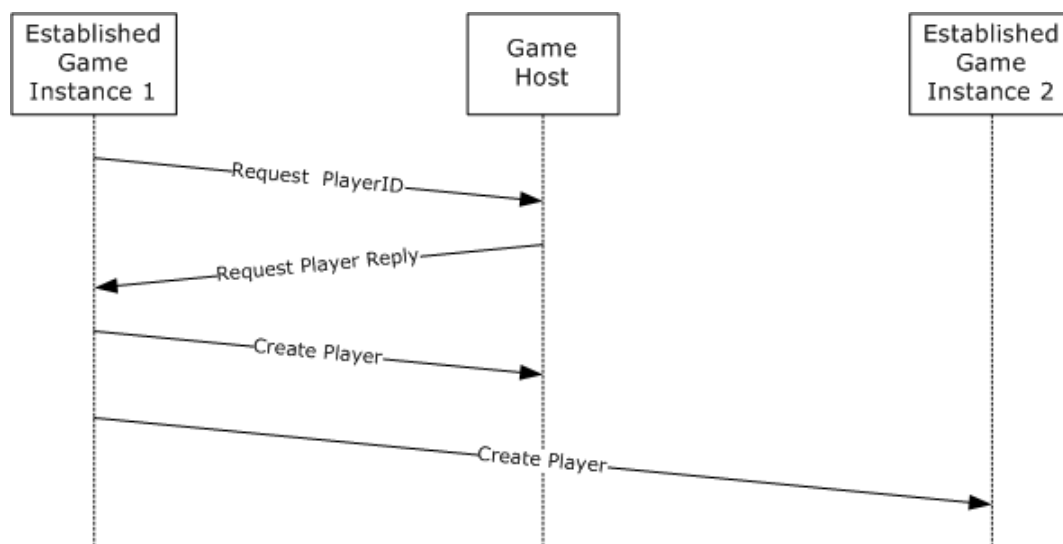 Established
Game
Instance 1
Game
Host
Established
Game
Instance 2
Request PlayerID
Request Player Reply
Create Player
Create Player